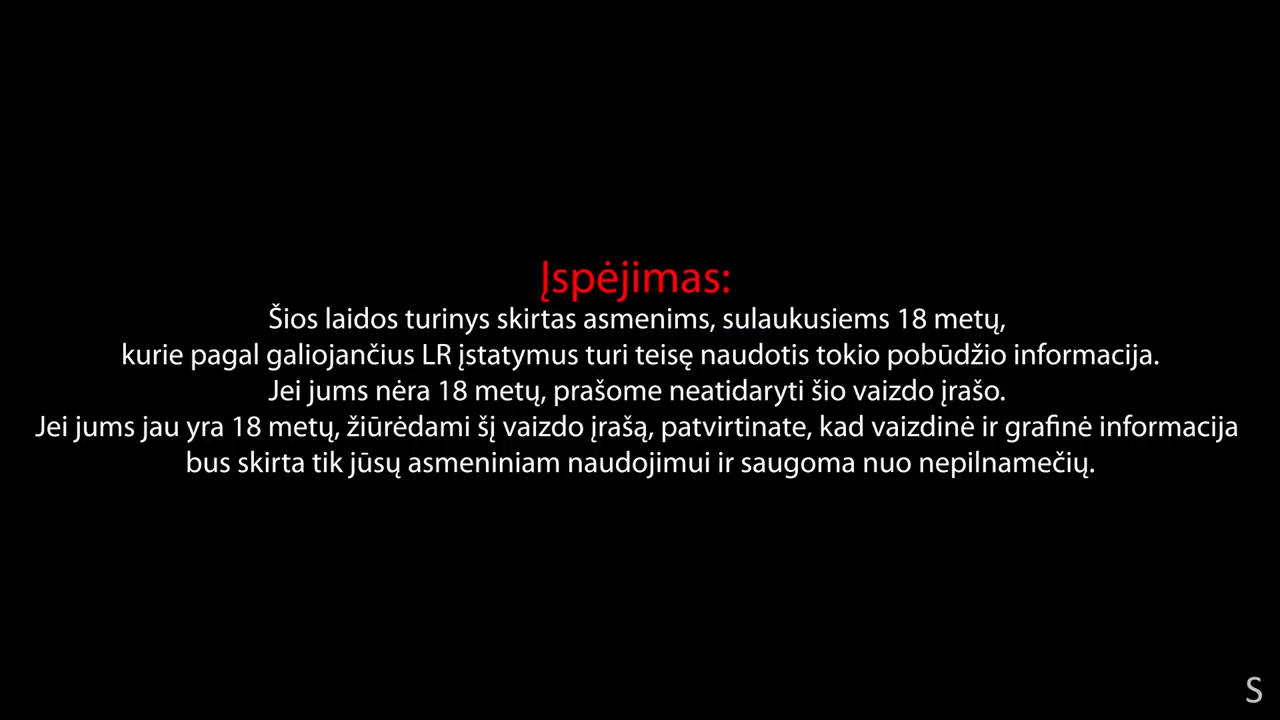 Įspėjimas:
Šios laidos turinys skirtas asmenims, sulaukusiems 18 metų,
kurie pagal galiojančius LR įstatymus turi teisę naudotis tokio pobūdžio informacija.
Jei jums nėra 18 metų, prašome neatidaryti šio vaizdo įrašo.
Jei jums jau yra 18 metų, žiūrėdami šį vaizdo įrašą, patvirtinate, kad vaizdinė ir grafinė informacija
bus skirta tik jūsų asmeniniam naudojimui ir saugoma nuo nepilnamečių.
S